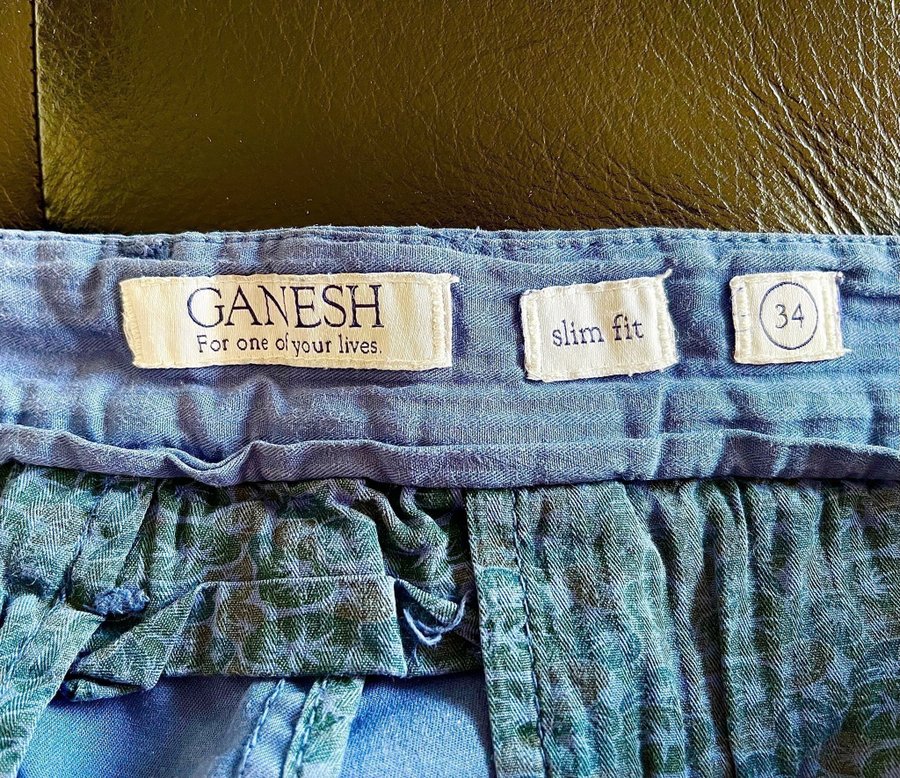 GANESH
For one of your lives.
slim fit
34